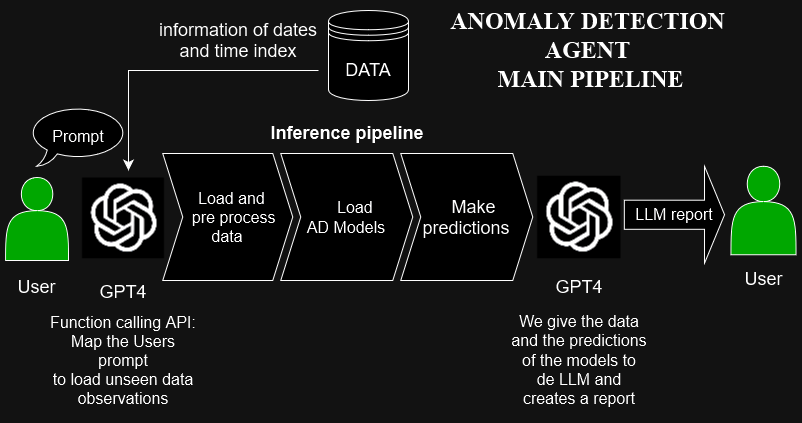 ANOMALY DETECTION
AGENT
MAIN PIPELINE
information of dates
and time index
DATA
Prompt
Inference pipeline
Load and
pre process
data
Load
AD Models
Make
predictions
LLM report
User
GPT4
GPT4
User
Function calling API:
Map the Users
prompt
to load unseen data
observations
We give the data
and the predictions
of the models to
de LLM and
creates a report